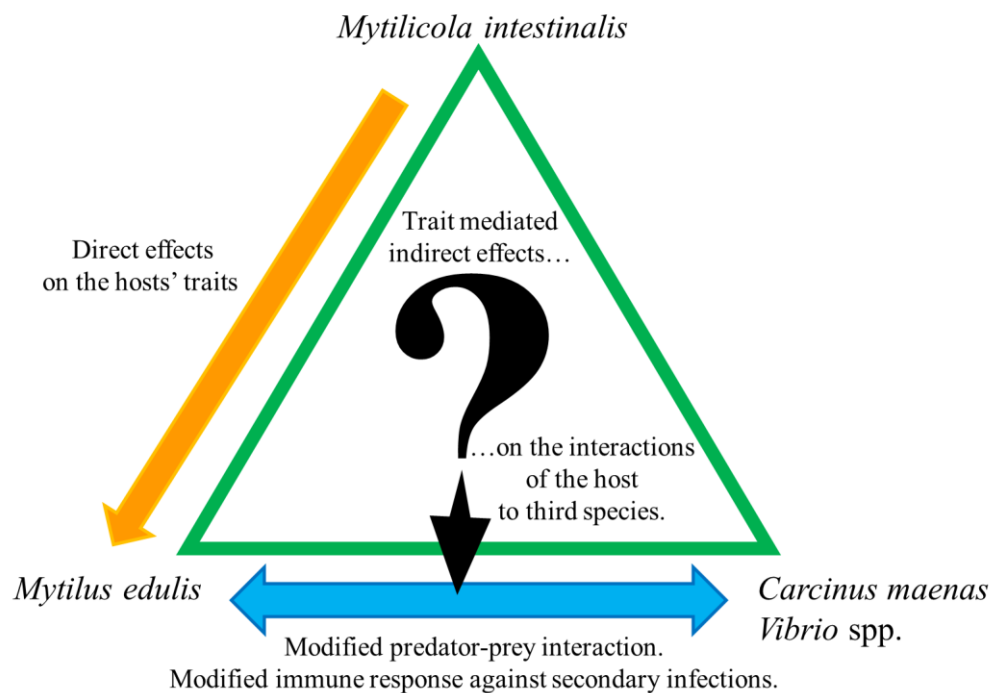 Mytilicola intestinalis
Trait mediated
indirect effects…
Direct effects
on the hosts’ traits
?
…on the interactions
of the host
to third species.
Mytilus edulis
Carcinus maenas
Vibrio spp.
Modified predator-prey interaction.
Modified immune response against secondary infections.